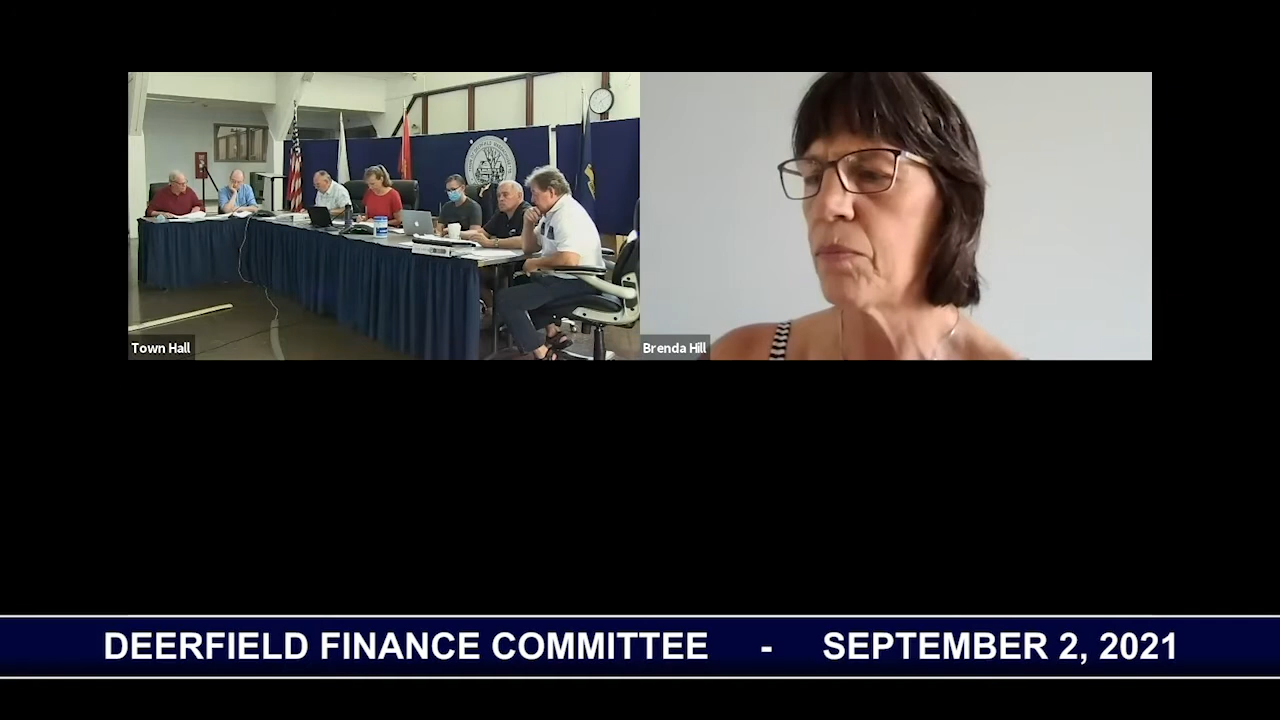 Town Hall
Brenda Hill
DEERFIELD FINANCE COMMITTEE - SEPTEMBER 2, 2021